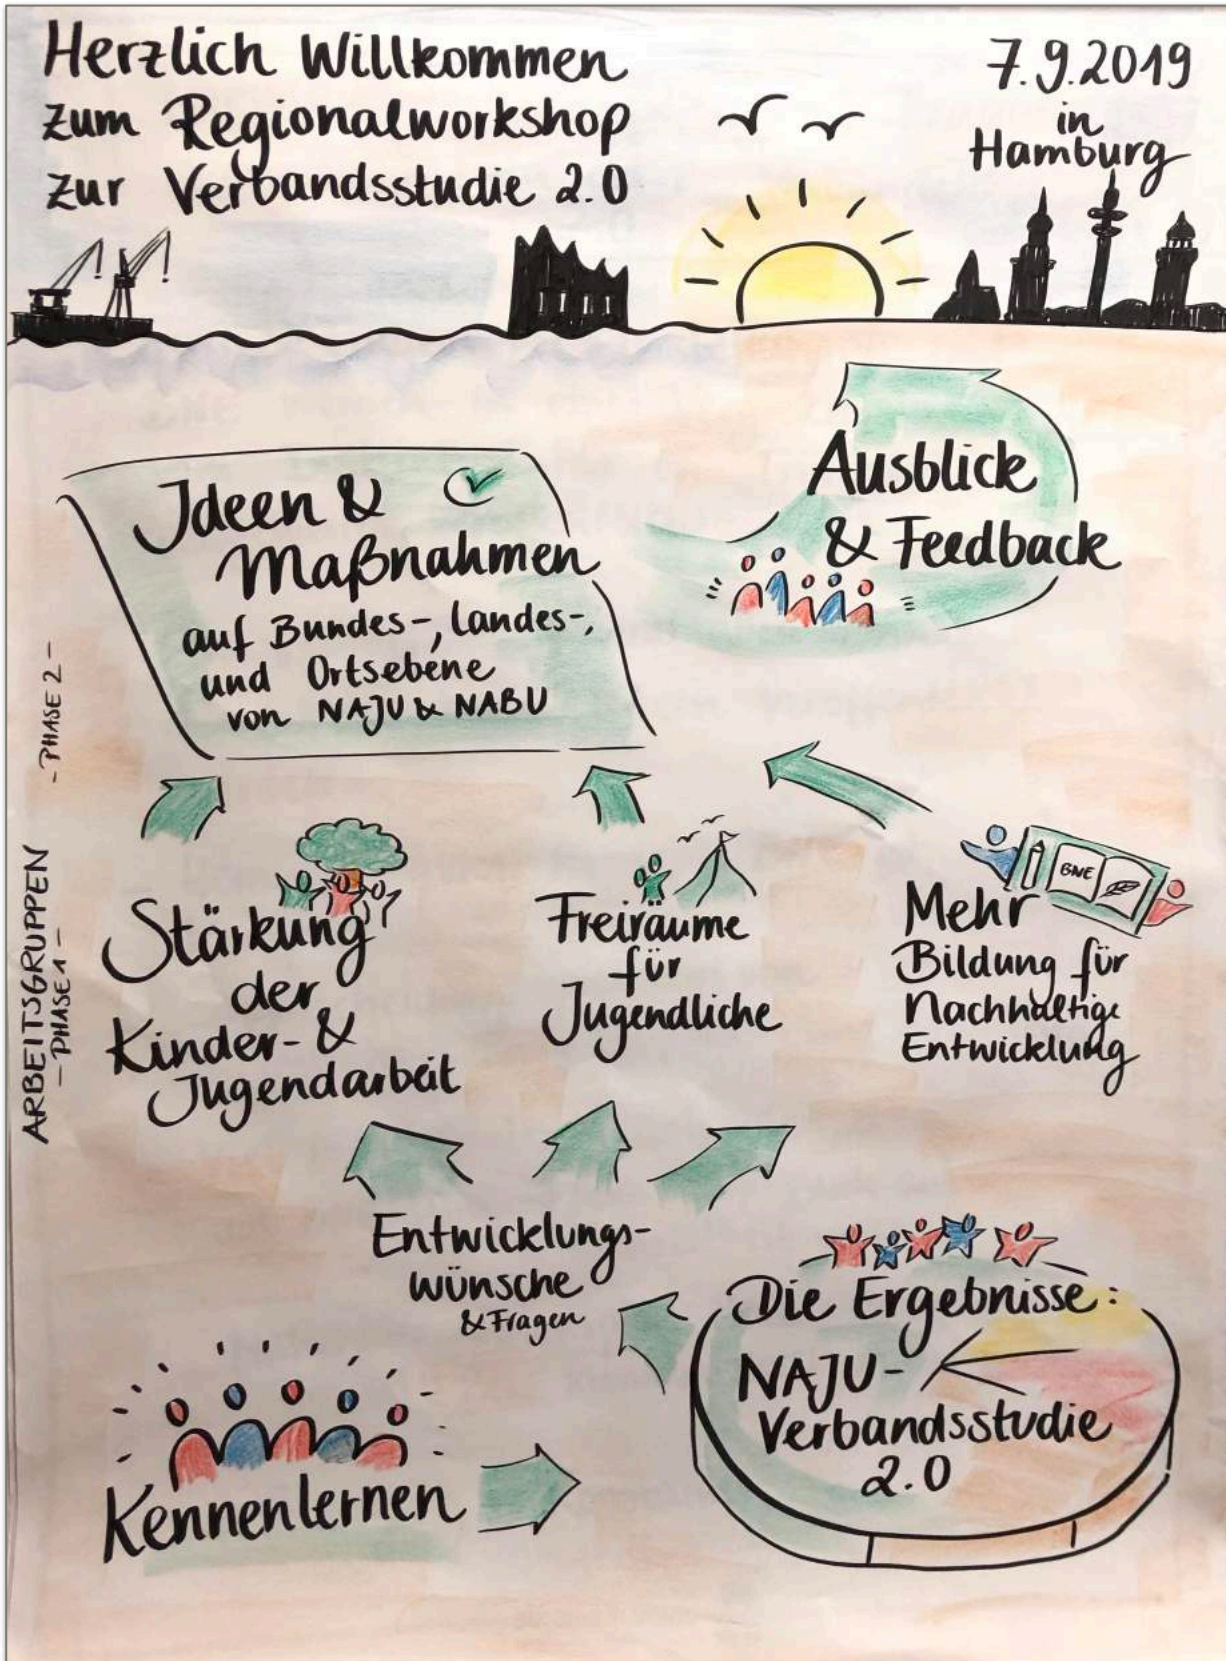 Herzlich Willkommen
zum Regionalworkshop
zur Verbandsstudie 2.0
7.9.2019
in
Hamburg
Ausblick
& Feedback
Ideen &
Maßnahmen
auf Bundes-, Landes-,
und Ortsebene
von NAJU & NABU
- PHASE 2 -
ARBEITSGRUPPEN
- PHASE 1 -
Stärkung
der
Kinder- &
Jugendarbeit
Freiräume
für
Jugendliche
BNE
Mehr
Bildung für
Nachhaltige
Entwicklung
Entwicklungs-
wünsche
& Fragen
Die Ergebnisse:
NAJU-
Verbandsstudie
2.0
Kennenlernen